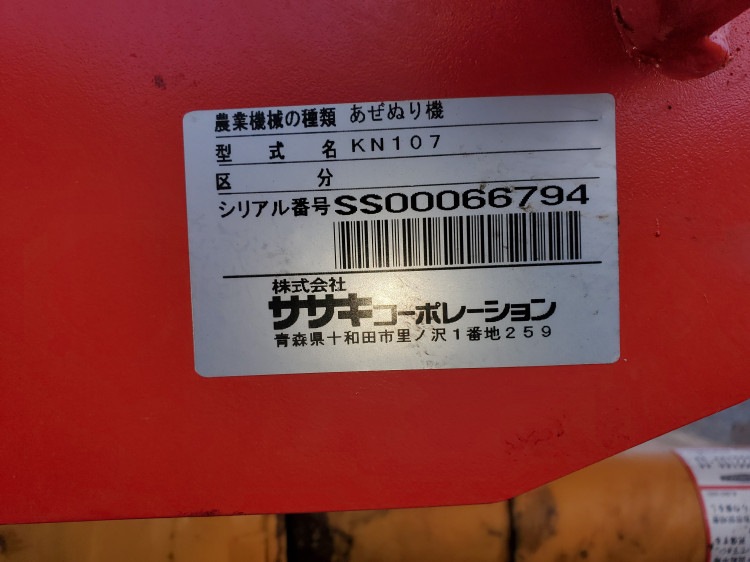 農業機械の種類 あぜぬり機
型式名 KN107
区分
シリアル番号 SS00066794
株式会社
ササキコーポレーション
青森県十和田市里ノ沢1番地259